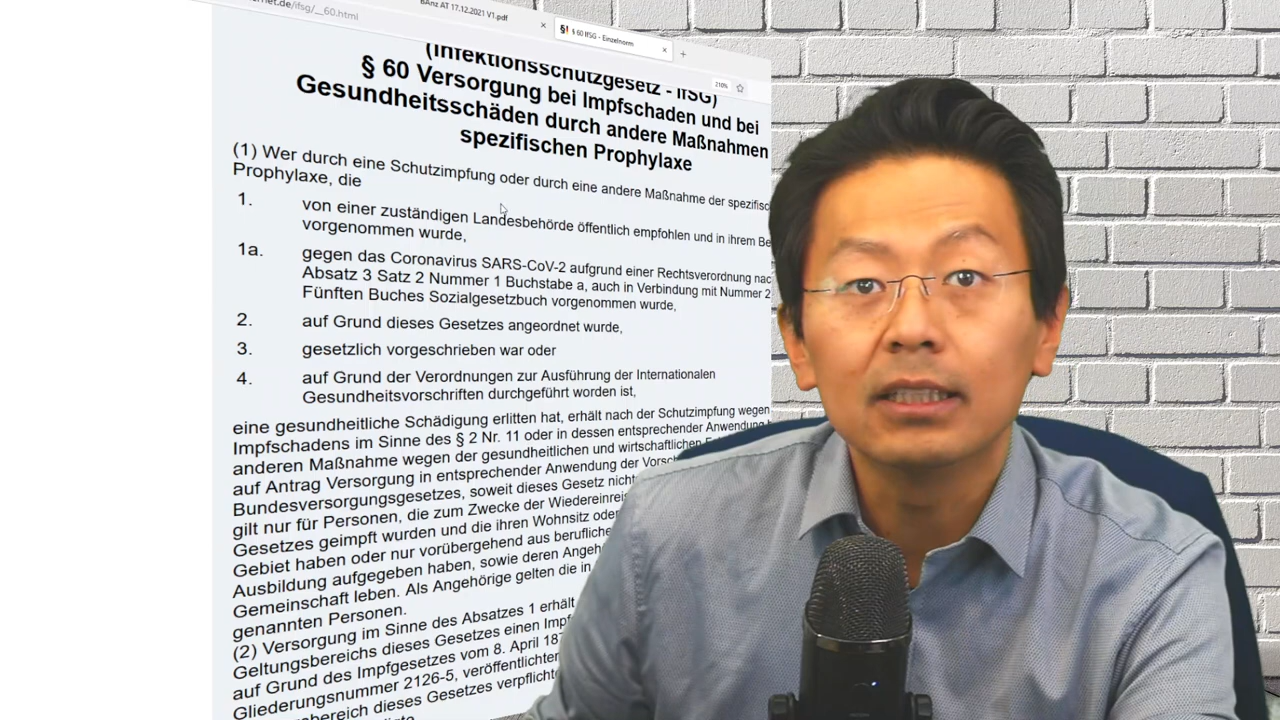 net.de/ifsg/__60.html
BAnz AT 17.12.2021 V1.pdf
§ 60 IfSG - Einzelnorm
210%
(Infektionsschutzgesetz - IfSG)
§ 60 Versorgung bei Impfschaden und bei
Gesundheitsschäden durch andere Maßnahmen
spezifischen Prophylaxe
(1) Wer durch eine Schutzimpfung oder durch eine andere Maßnahme der
Prophylaxe, die
1. von einer zuständigen Landesbehörde öffentlich empfohlen und in ihrem
vorgenommen wurde,
1a. gegen das Coronavirus SARS-CoV-2 aufgrund einer Rechtsverordnung
Absatz 3 Satz 2 Nummer 1 Buchstabe a, auch in Verbindung mit Nummer 2
Fünften Buches Sozialgesetzbuch vorgenommen wurde,
2. auf Grund dieses Gesetzes angeordnet wurde,
3. gesetzlich vorgeschrieben war oder
4. auf Grund der Verordnungen zur Ausführung der Internationalen
Gesundheitsvorschriften durchgeführt worden ist,
eine gesundheitliche Schädigung erlitten hat, erhält nach der Schutzimpfung wegen
Impfschadens im Sinne des § 2 Nr. 11 oder in dessen entsprechender Anwendung
anderen Maßnahme wegen der gesundheitlichen und wirtschaftlichen
auf Antrag Versorgung in entsprechender Anwendung der
Bundesversorgungsgesetzes, soweit dieses Gesetz nicht
gilt nur für Personen, die zum Zwecke der
Gesetzes geimpft wurden und die ihren Wohnsitz oder
Gebiet haben oder nur vorübergehend aus
Ausbildung aufgegeben haben, sowie deren
Gemeinschaft leben. Als Angehörige gelten die in
genannten Personen.
(2) Versorgung im Sinne des Absatzes 1 erhält
Geltungsbereichs dieses Gesetzes einen
auf Grund des Impfgesetzes vom 8. April
Gliederungsnummer 2126-5,
dieses Gesetzes